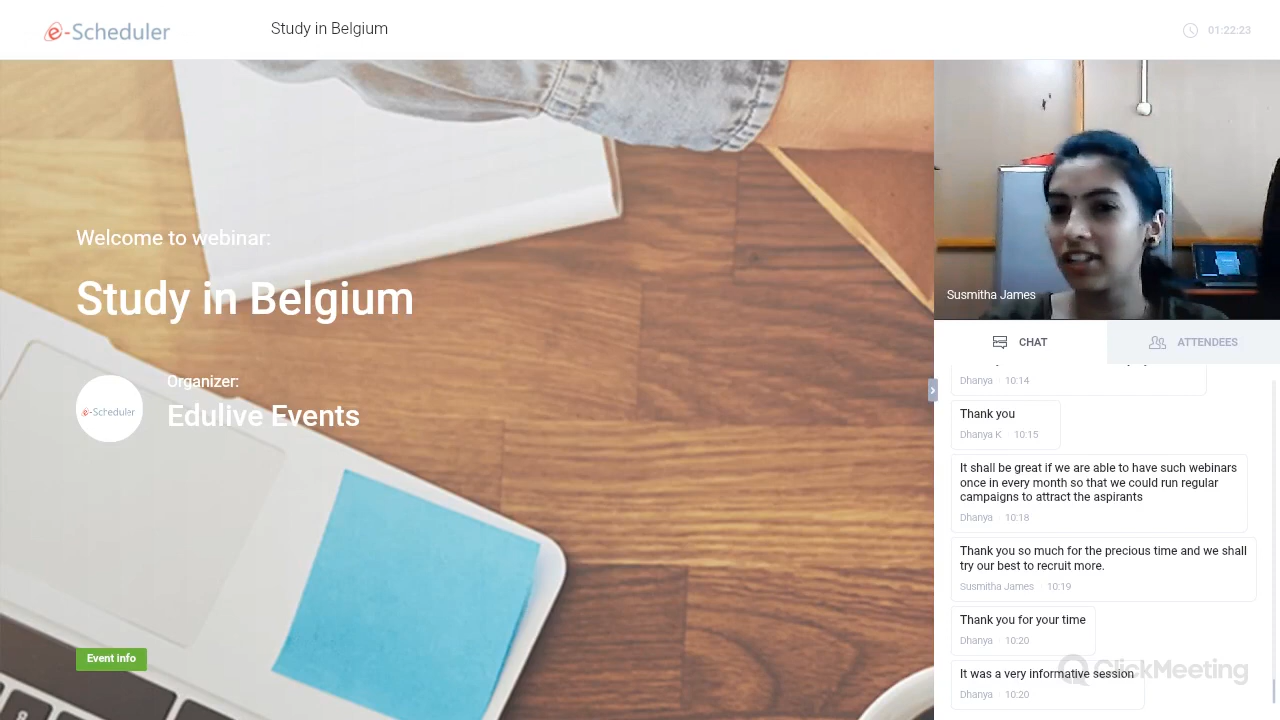 e-Scheduler
Study in Belgium
01:22:23
Welcome to webinar:
Study in Belgium
Organizer:
e-Scheduler
Edulive Events
Event info
Susmitha James
CHAT
ATTENDEES
Dhanya · 10:14
Thank you
Dhanya K · 10:15
It shall be great if we are able to have such webinars
once in every month so that we could run regular
campaigns to attract the aspirants
Dhanya · 10:18
Thank you so much for the precious time and we shall
try our best to recruit more.
Susmitha James · 10:19
Thank you for your time
Dhanya · 10:20
It was a very informative session
Dhanya · 10:20
ClickMeeting